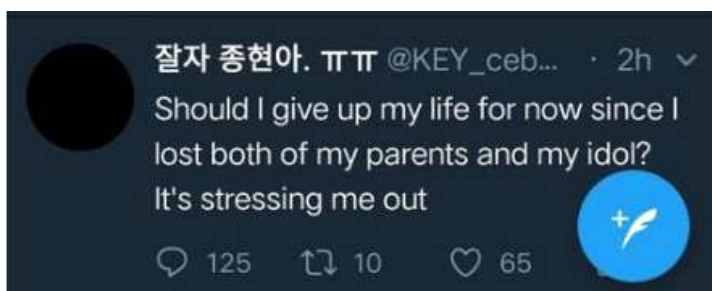 잘자 종현아. ㅠㅠ @KEY_ceb... · 2h
Should I give up my life for now since I
lost both of my parents and my idol?
It's stressing me out
125 10 65